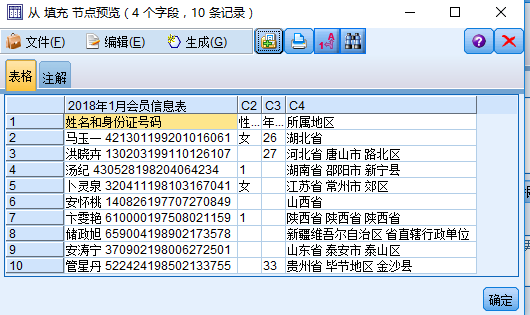 从 填充 节点预览 ( 4 个字段，10 条记录 )
文件(F) 编辑(E) 生成(G)
表格 注解
2018年1月会员信息表 C2 C3 C4
1 姓名和身份证号码 性... 年... 所属地区
2 马玉一 421301199201016061 女 26 湖北省
3 洪晓卉 130203199110126107 27 河北省 唐山市 路北区
4 汤纪 430528198204064234 1 湖南省 邵阳市 新宁县
5 卜灵泉 320411198103167041 女 江苏省 常州市 郊区
6 安怀桃 140826197707270849 山西省
7 卞雯艳 610000197508021159 1 陕西省 陕西省 陕西省
8 储政旭 659004198902173578 新疆维吾尔自治区 省直辖行政单位
9 安涛宁 370902198006272501 山东省 泰安市 泰山区
10 管星丹 522424198502133755 33 贵州省 毕节地区 金沙县
确定